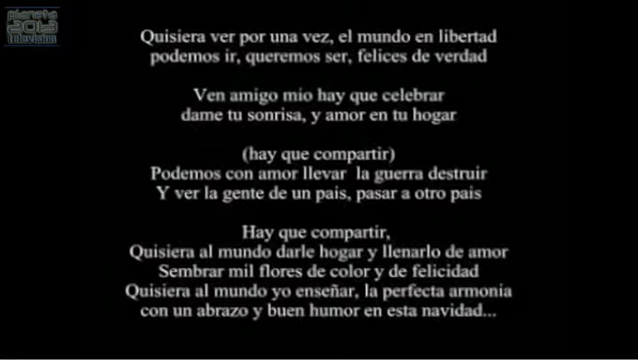 planeta
2013
televisión
Quisiera ver por una vez, el mundo en libertad
podemos ir, queremos ser, felices de verdad
Ven amigo mio hay que celebrar
dame tu sonrisa, y amor en tu hogar
(hay que compartir)
Podemos con amor llevar la guerra destruir
Y ver la gente de un pais, pasar a otro pais
Hay que compartir,
Quisiera al mundo darle hogar y llenarlo de amor
Sembrar mil flores de color y de felicidad
Quisiera al mundo yo enseñar, la perfecta armonia
con un abrazo y buen humor en esta navidad...